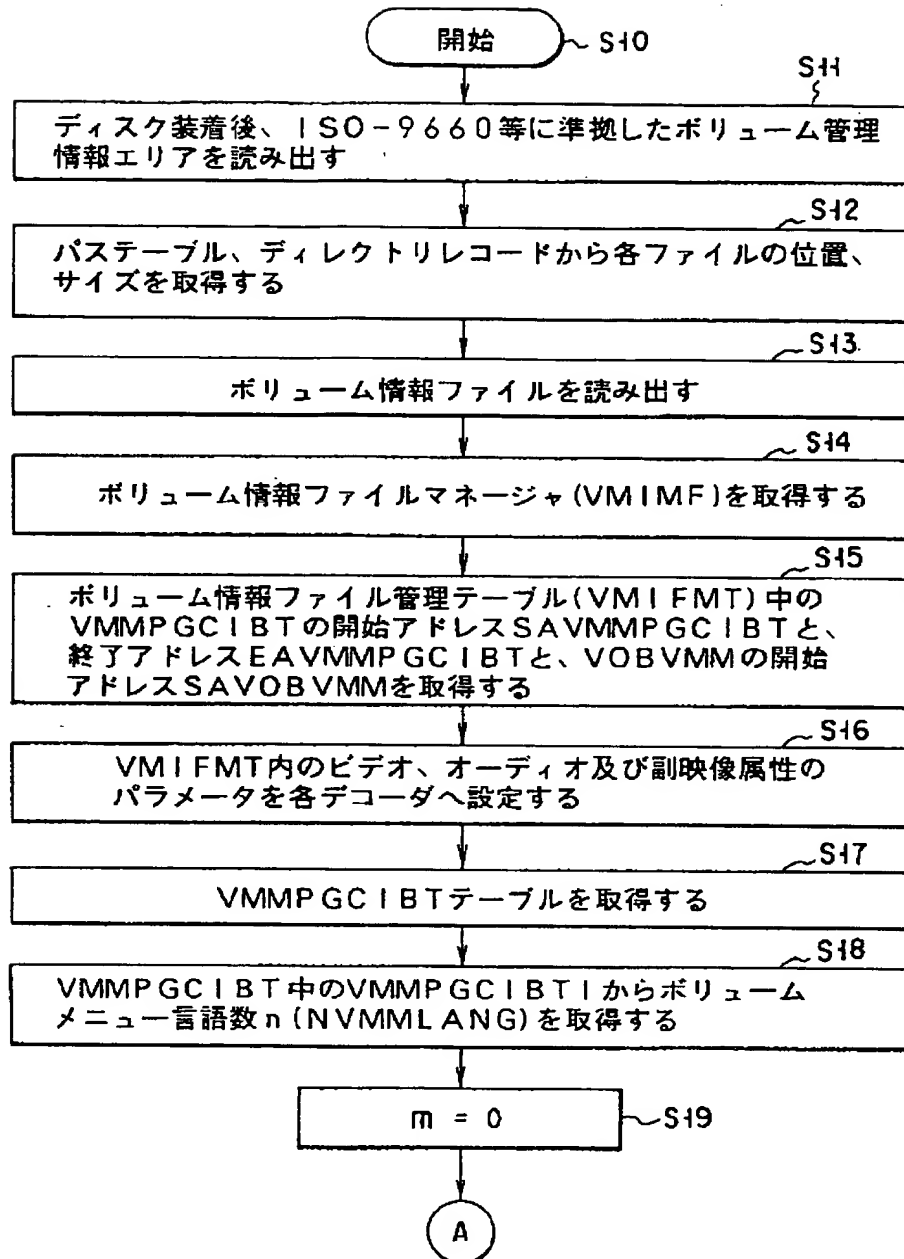 開始
S10
S11
ディスク装着後、ISO-9660等に準拠したボリューム管理
情報エリアを読み出す
S12
パステーブル、ディレクトリレコードから各ファイルの位置、
サイズを取得する
S13
ボリューム情報ファイルを読み出す
S14
ボリューム情報ファイルマネージャ(VMIMF)を取得する
S15
ボリューム情報ファイル管理テーブル(VMIFMT)中の
VMMPGCIBTの開始アドレスSAVMMPGCIBTと、
終了アドレスEAVMMPGCIBTと、VOBVMMの開始
アドレスSAVOBVMMを取得する
S16
VMIFMT内のビデオ、オーディオ及び副映像属性の
パラメータを各デコーダへ設定する
S17
VMMPGCIBTテーブルを取得する
S18
VMMPGCIBT中のVMMPGCIBTIからボリューム
メニュー言語数n(NVMMLANG)を取得する
m = 0
S19
A